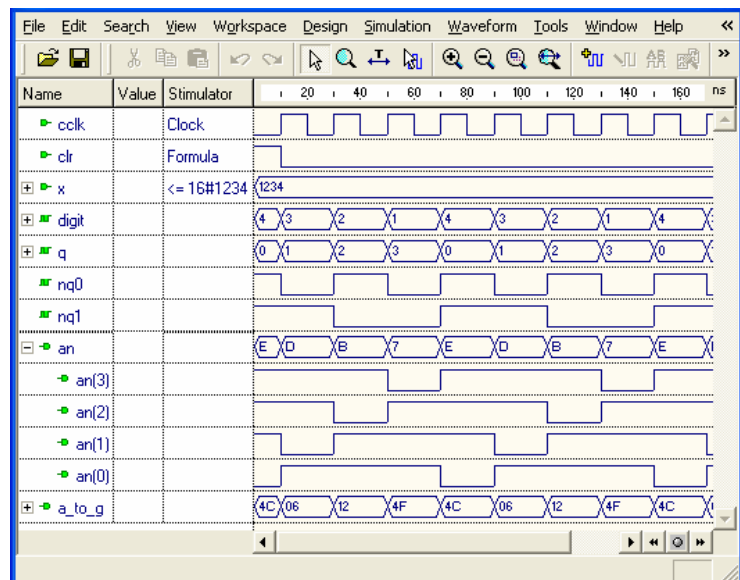 File Edit Search View Workspace Design Simulation Waveform Tools Window Help «
Name Value Stimulator 20 40 60 80 100 120 140 160 ns
cclk Clock
clr Formula
x <= 16#1234 1234
digit 4 3 2 1 4 3 2 1 4
q 0 1 2 3 0 1 2 3 0
nq0
nq1
an E D B 7 E D B 7 E
an(3)
an(2)
an(1)
an(0)
a_to_g 4C 06 12 4F 4C 06 12 4F 4C